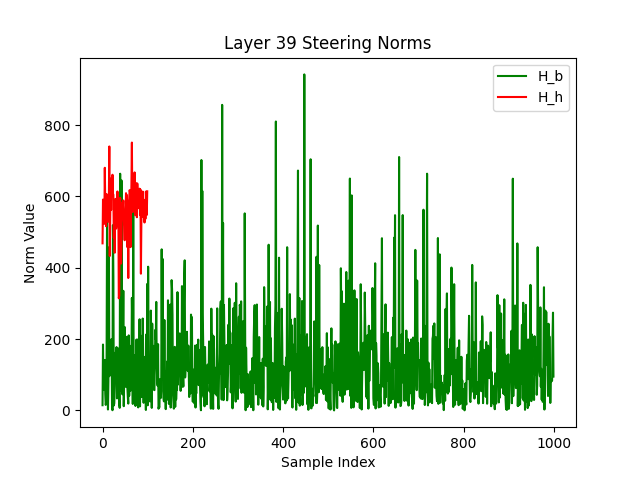 Layer 39 Steering Norms
H_b
H_h
Norm Value
800
600
400
200
0
0 200 400 600 800 1000
Sample Index